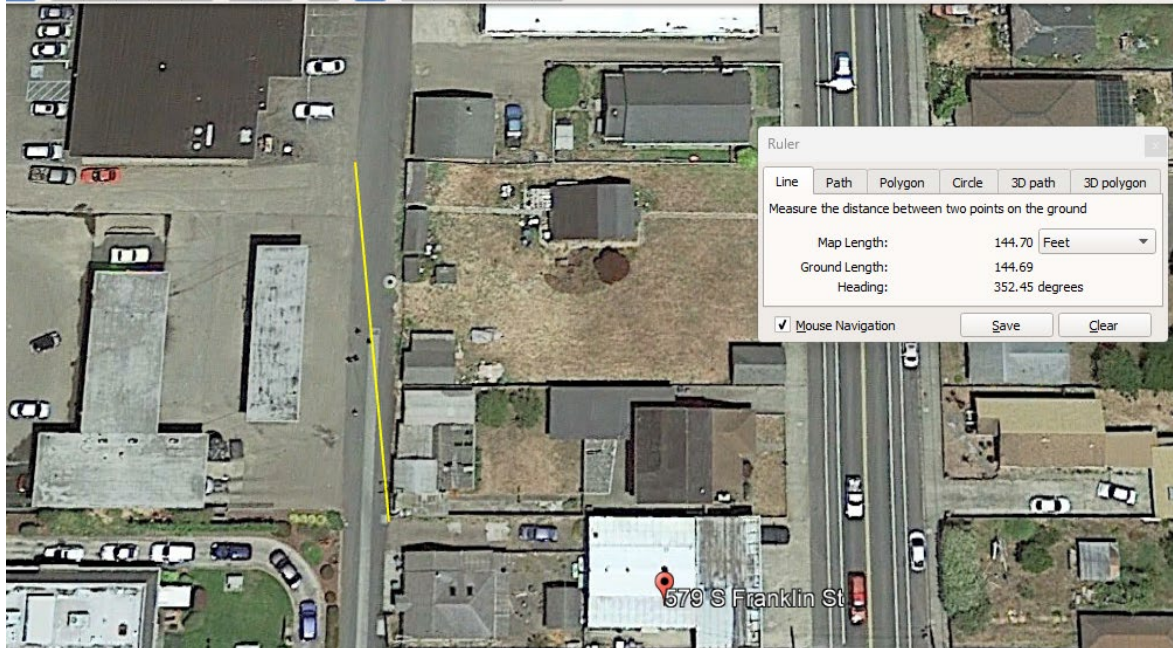 Ruler
Line Path Polygon Circle 3D path 3D polygon
Measure the distance between two points on the ground
Map Length: 144.70 Feet
Ground Length: 144.69
Heading: 352.45 degrees
Mouse Navigation Save Clear
579 S Franklin St